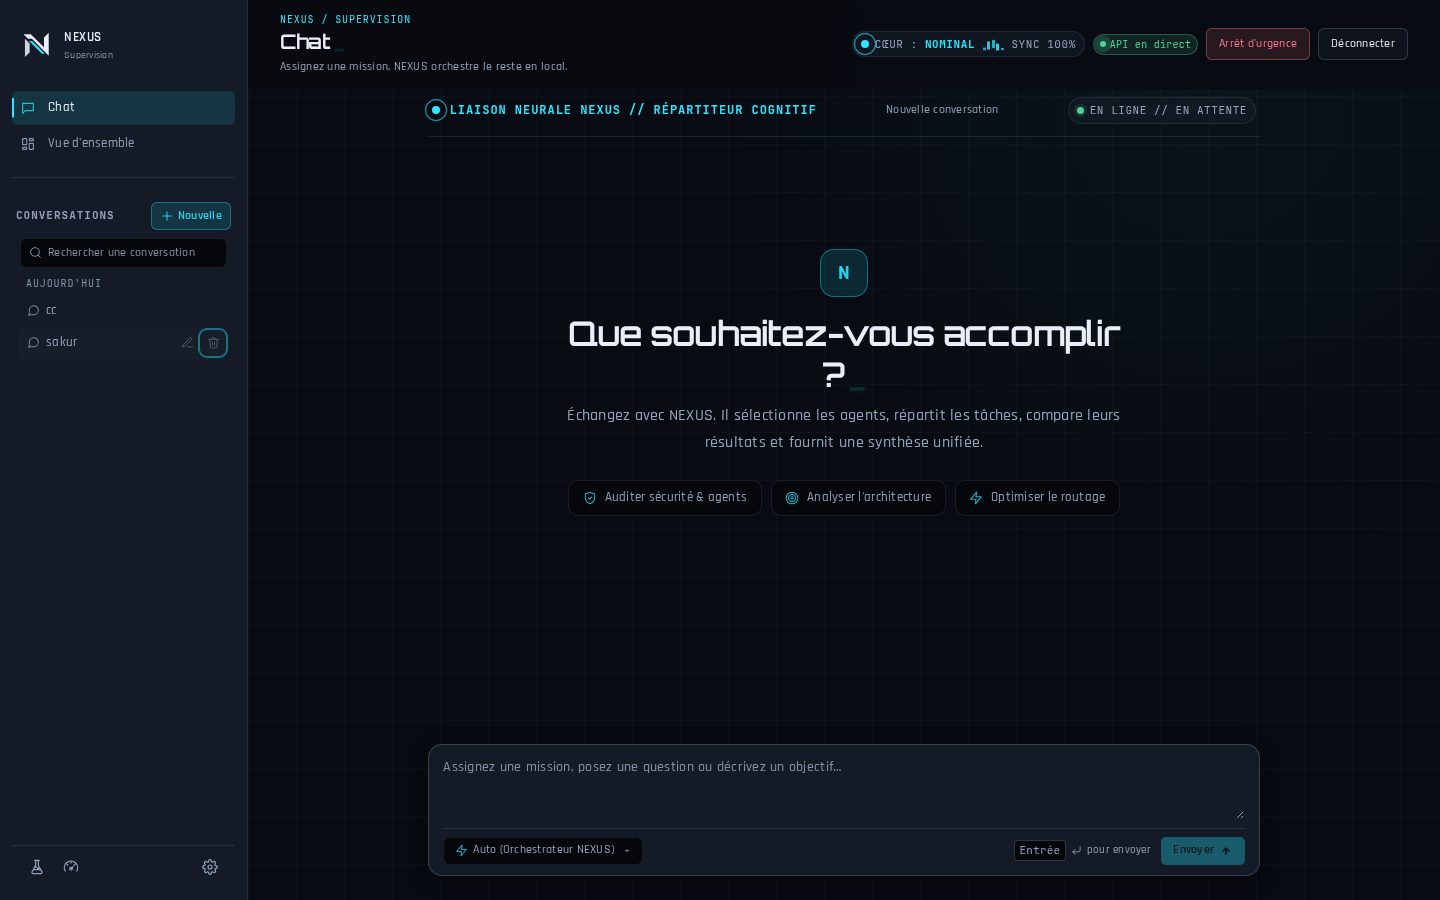 NEXUS
Supervision
Chat
Vue d'ensemble
CONVERSATIONS
Nouvelle
Rechercher une conversation
AUJOURD'HUI
cc
sakur
NEXUS / SUPERVISION
Chat_
Assignez une mission, NEXUS orchestre le reste en local.
CŒUR : NOMINAL SYNC 100%
API en direct
Arrêt d'urgence
Déconnecter
LIAISON NEURALE NEXUS // RÉPARTITEUR COGNITIF
Nouvelle conversation
EN LIGNE // EN ATTENTE
N
Que souhaitez-vous accomplir
?_
Échangez avec NEXUS. Il sélectionne les agents, répartit les tâches, compare leurs
résultats et fournit une synthèse unifiée.
Auditer sécurité & agents
Analyser l'architecture
Optimiser le routage
Assignez une mission, posez une question ou décrivez un objectif…
Auto (Orchestrateur NEXUS)
Entrée
pour envoyer
Envoyer